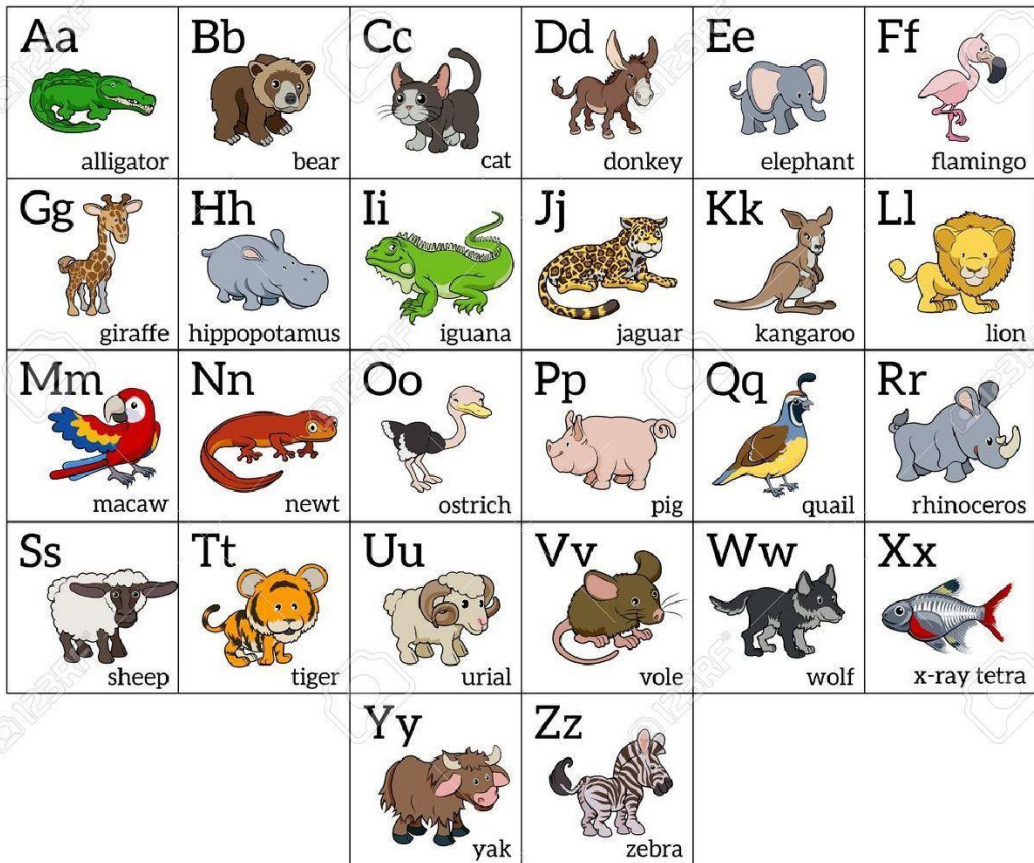 Aa
alligator
Bb
bear
Cc
cat
Dd
donkey
Ee
elephant
Ff
flamingo
Gg
giraffe
Hh
hippopotamus
Ii
iguana
Jj
jaguar
Kk
kangaroo
Ll
lion
Mm
macaw
Nn
newt
Oo
ostrich
Pp
pig
Qq
quail
Rr
rhinoceros
Ss
sheep
Tt
tiger
Uu
urial
Vv
vole
Ww
wolf
Xx
x-ray tetra
Yy
yak
Zz
zebra
123RF